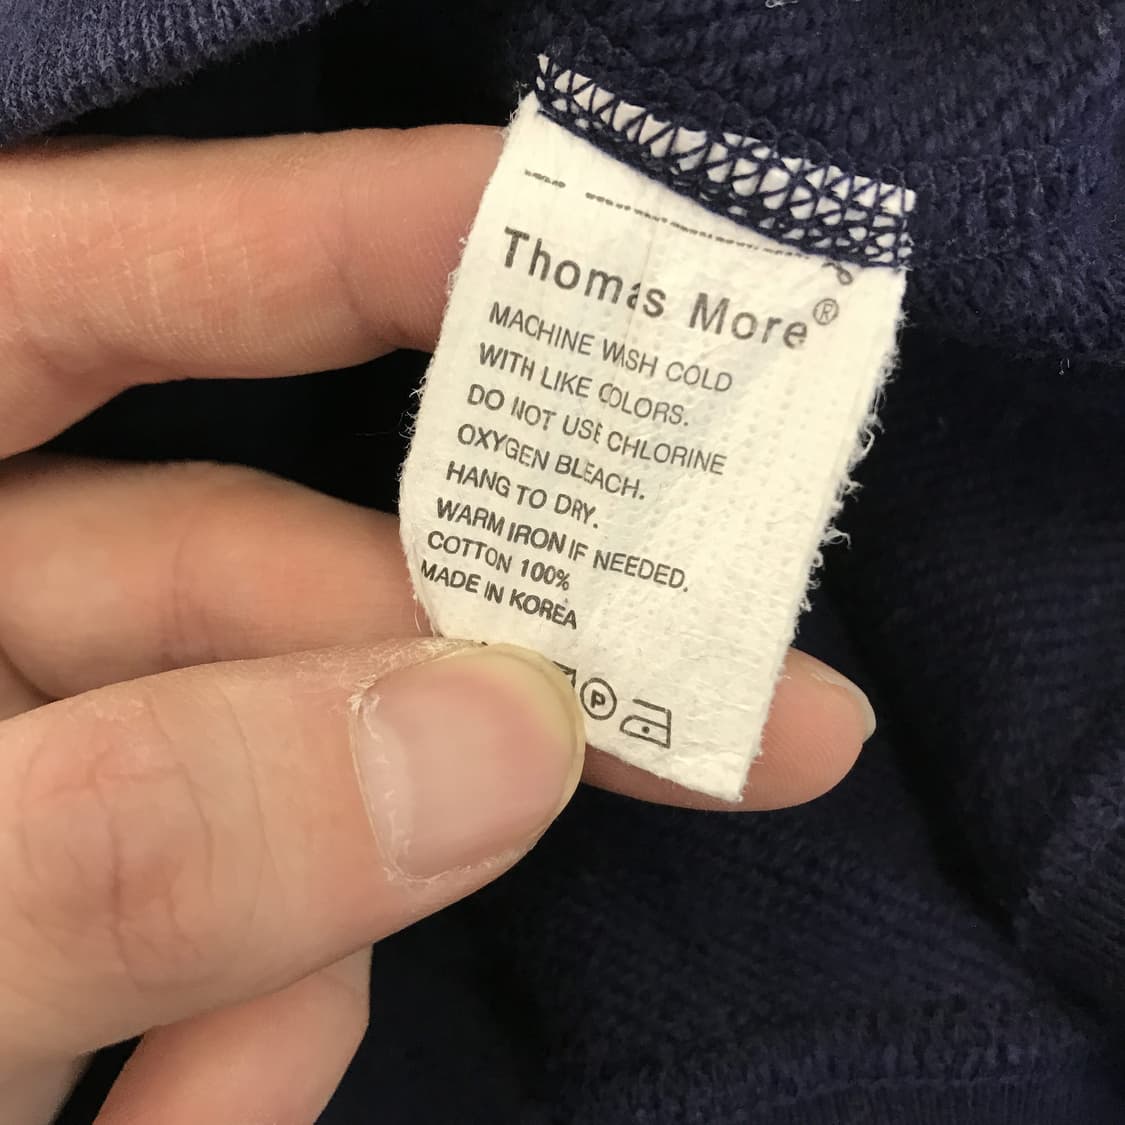 Thomas More®
MACHINE WASH COLD
WITH LIKE COLORS.
DO NOT USE CHLORINE
OXYGEN BLEACH.
HANG TO DRY.
WARM IRON IF NEEDED.
COTTON 100%
MADE IN KOREA
P